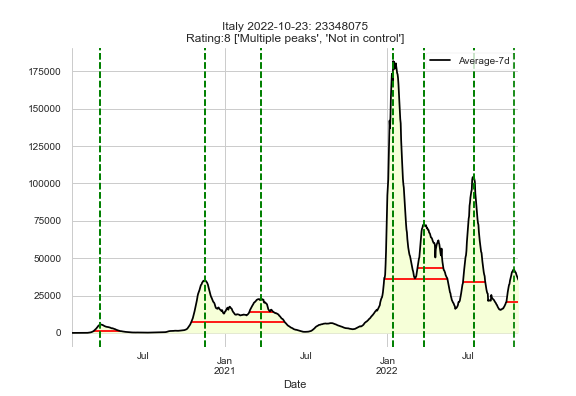 Italy 2022-10-23: 23348075
Rating:8 ['Multiple peaks', 'Not in control']
Average-7d
175000
150000
125000
100000
75000
50000
25000
0
Jul
Jan
2021
Jul
Jan
2022
Jul
Date